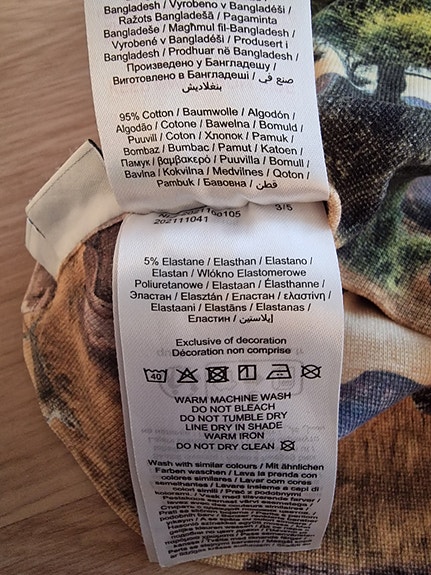 Bangladesh / Vyrobeno v Bangladéši /
Ražots Bangladešā / Pagaminta
Bangladeše / Magħmul fil-Bangladesh /
Vyrobené v Bangladéši / Produsert i
Bangladesh / Prodhuar në Bangladesh /
Произведено у Бангладешу /
Виготовлено в Бангладеші / صنع في
بنغلاديش
95% Cotton / Baumwolle / Algodón /
Algodão / Cotone / Bawełna / Bomuld /
Puuvill / Coton / Хлопок / Pamuk /
Bombaz / Bumbac / Pamut / Katoen /
Памук / βαμβακερό / Puuvilla / Bomull /
Bavlna / Kokvilna / Medvilnes / Qoton /
Pambuk / Бавовна / قطن
3/5
202111041
5% Elastane / Elasthan / Elastano /
Elastan / Włókno Elastomerowe
Poliuretanowe / Elastaan / Élasthanne /
Эластан / Elasztán / Еластан / ελαστίνη /
Elastaani / Elastāns / Elastanas /
Еластин / إيلاستين
Exclusive of decoration
Décoration non comprise
40
WARM MACHINE WASH
DO NOT BLEACH
DO NOT TUMBLE DRY
LINE DRY IN SHADE
WARM IRON
DO NOT DRY CLEAN
Wash with similar colours / Mit ähnlichen
Farben waschen / Lava la prenda con
colores similares / Lavar com cores
semelhantes / Lavare insieme a capi di
colori simili / Prać z podobnymi
kolorami